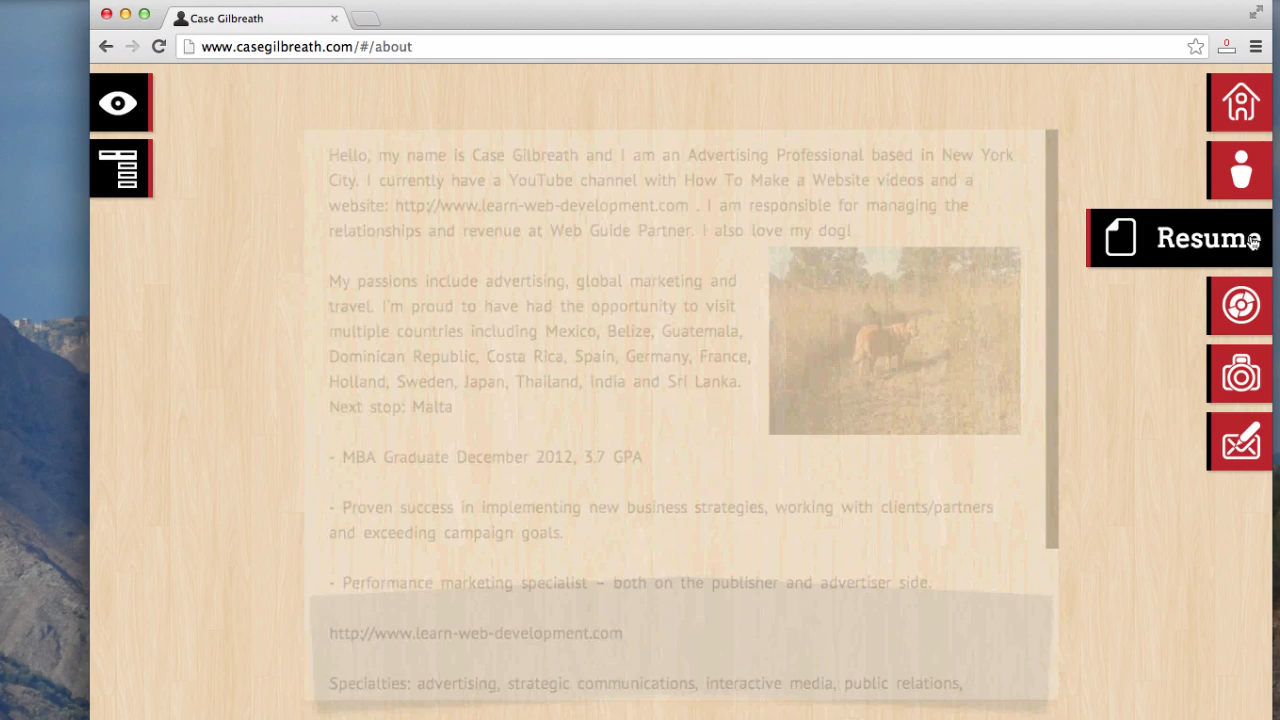 Case Gilbreath
www.casegilbreath.com/#/about
0
Hello, my name is Case Gilbreath and I am an Advertising Professional based in New York
City. I currently have a YouTube channel with How To Make a Website videos and a
website: http://www.learn-web-development.com . I am responsible for managing the
relationships and revenue at Web Guide Partner. I also love my dog!
Resume
My passions include advertising, global marketing and
travel. I'm proud to have had the opportunity to visit
multiple countries including Mexico, Belize, Guatemala,
Dominican Republic, Costa Rica, Spain, Germany, France,
Holland, Sweden, Japan, Thailand, India and Sri Lanka.
Next stop: Malta
- MBA Graduate December 2012, 3.7 GPA
- Proven success in implementing new business strategies, working with clients/partners
and exceeding campaign goals.
- Performance marketing specialist – both on the publisher and advertiser side.
http://www.learn-web-development.com
Specialties: advertising, strategic communications, interactive media, public relations,